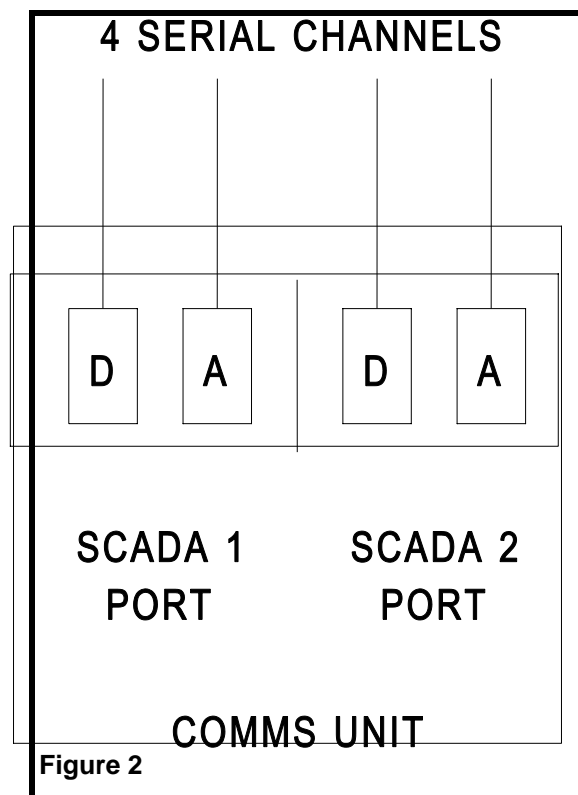 4 SERIAL CHANNELS
D A D A
SCADA 1 SCADA 2
PORT PORT
COMMS UNIT
Figure 2